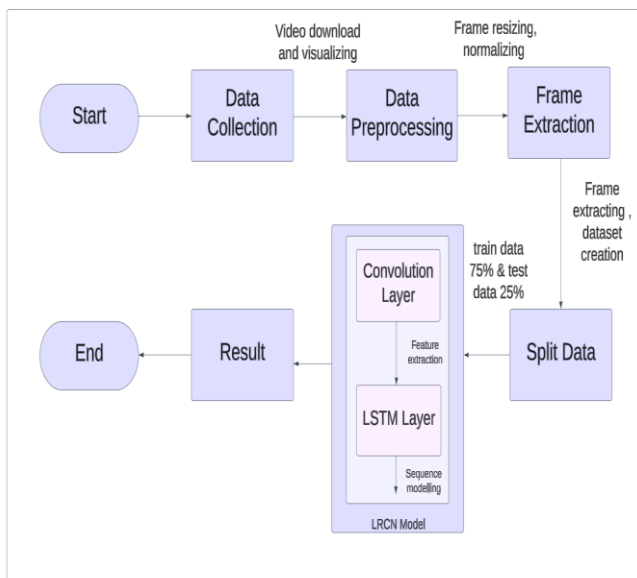 Video download
and visualizing
Frame resizing,
normalizing
Start
Data
Collection
Data
Preprocessing
Frame
Extraction
Frame
extracting ,
dataset
creation
train data
75% & test
data 25%
Convolution
Layer
Feature
extraction
LSTM Layer
Sequence
modelling
LRCN Model
Split Data
Result
End